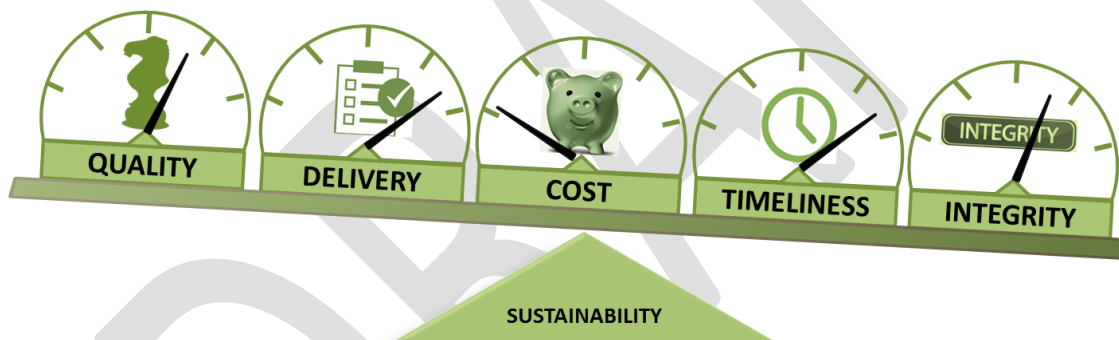 INTEGRITY
QUALITY
DELIVERY
COST
TIMELINESS
INTEGRITY
SUSTAINABILITY